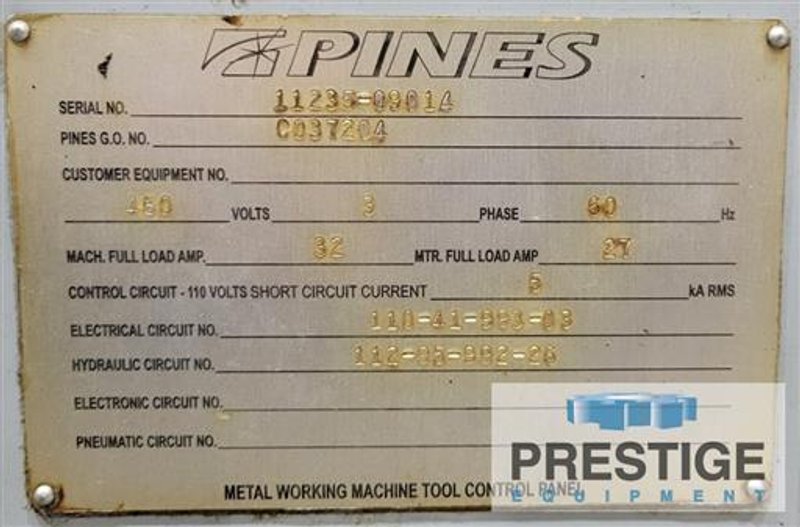 PINES
SERIAL NO. 11235-09014
PINES G.O. NO. C037204
CUSTOMER EQUIPMENT NO.
460 VOLTS 3 PHASE 60 Hz
MACH. FULL LOAD AMP. 32 MTR. FULL LOAD AMP 27
CONTROL CIRCUIT - 110 VOLTS SHORT CIRCUIT CURRENT 5 kA RMS
ELECTRICAL CIRCUIT NO.
HYDRAULIC CIRCUIT NO.
ELECTRONIC CIRCUIT NO.
PNEUMATIC CIRCUIT NO.
METAL WORKING MACHINE TOOL CONTROL PANEL
PRESTIGE
EQUIPMENT